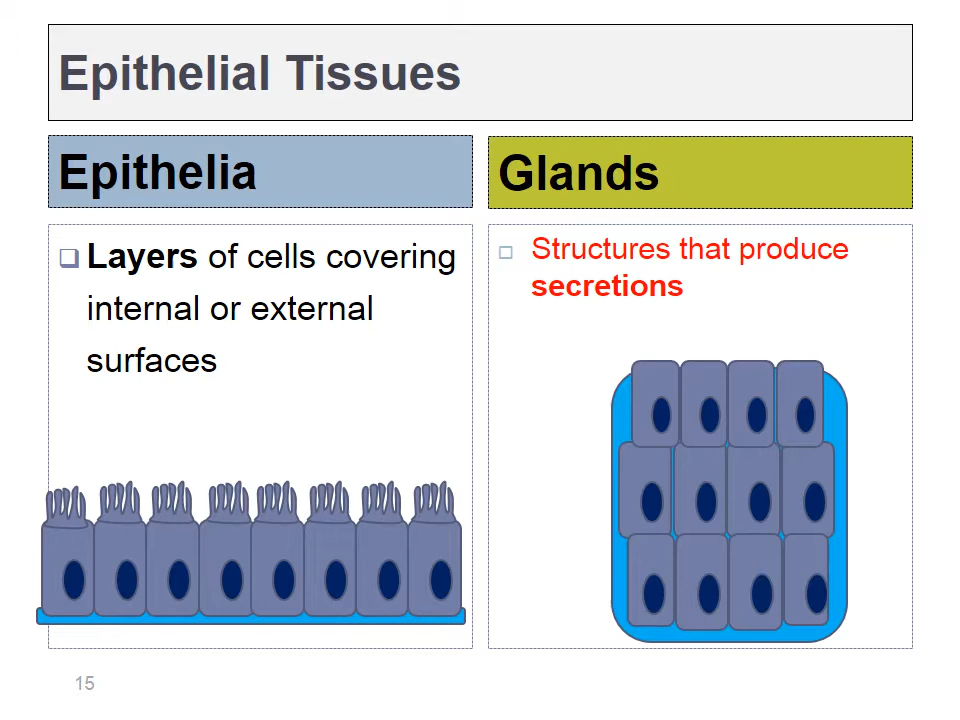 Epithelial Tissues
Epithelia
Layers of cells covering
internal or external
surfaces
Glands
Structures that produce
secretions
15